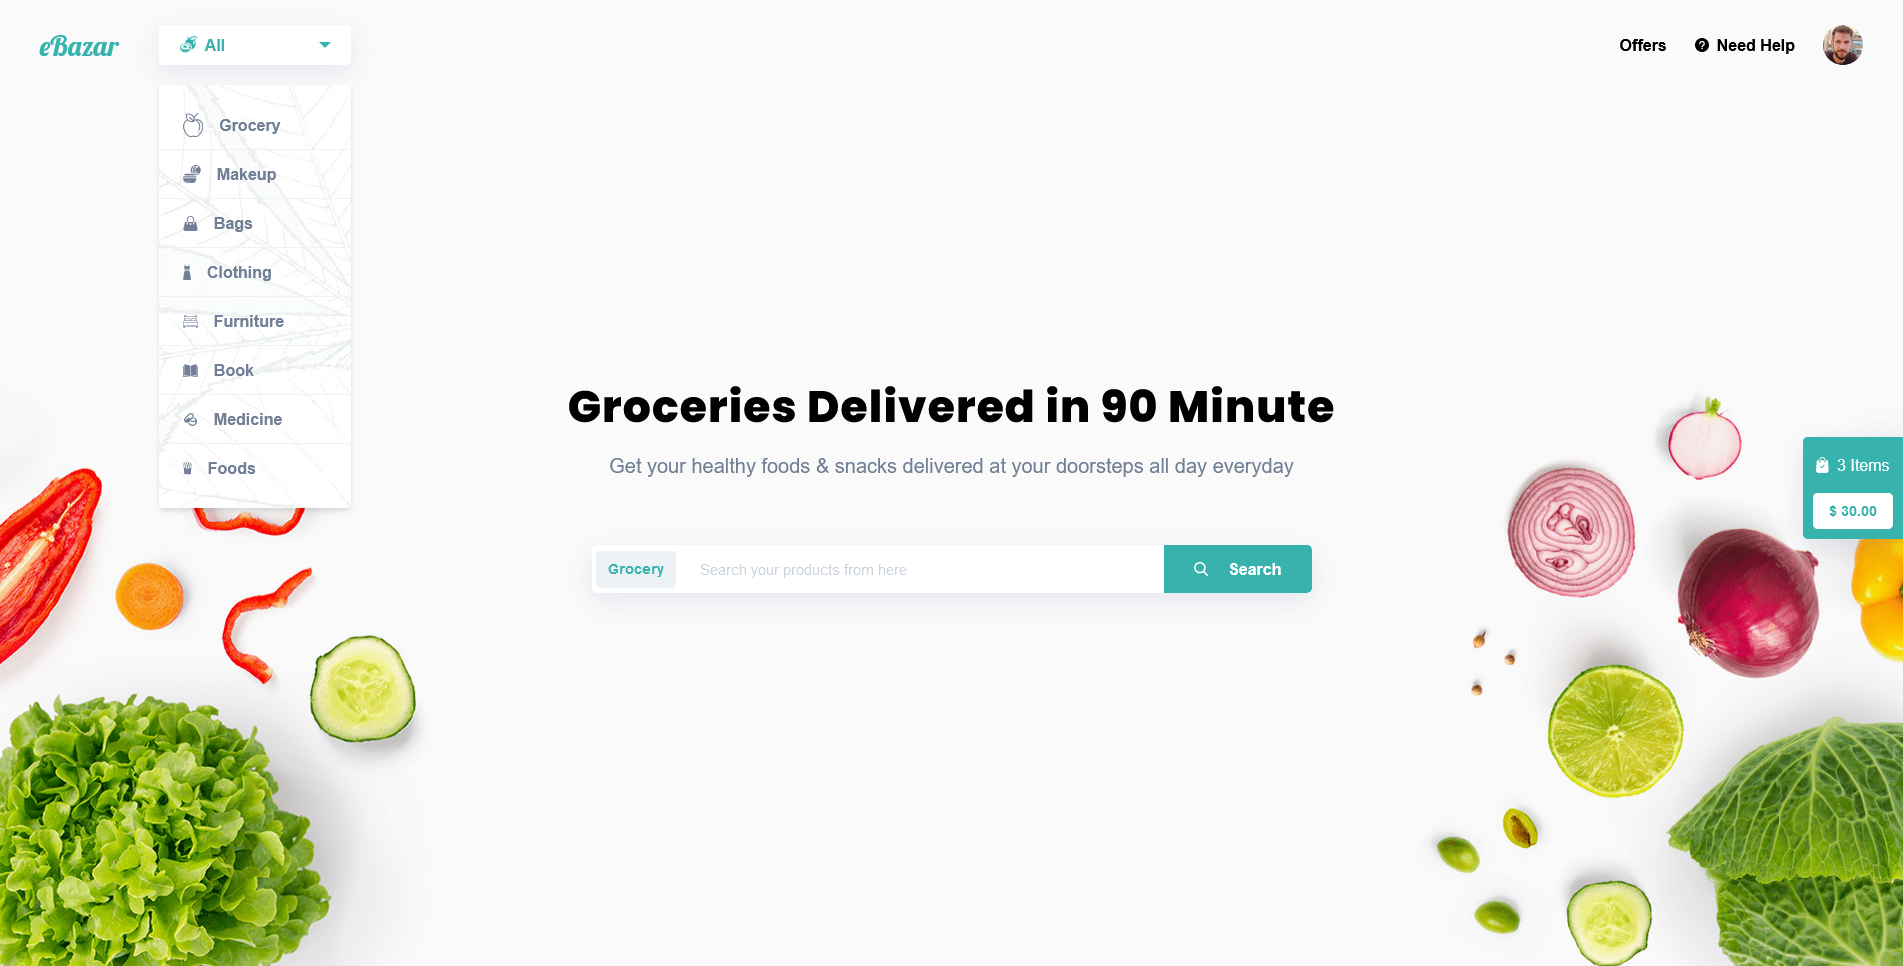 eBazar
All
Offers
Need Help
Grocery
Makeup
Bags
Clothing
Furniture
Book
Medicine
Foods
Groceries Delivered in 90 Minute
Get your healthy foods & snacks delivered at your doorsteps all day everyday
3 Items
$ 30.00
Grocery
Search your products from here
Search